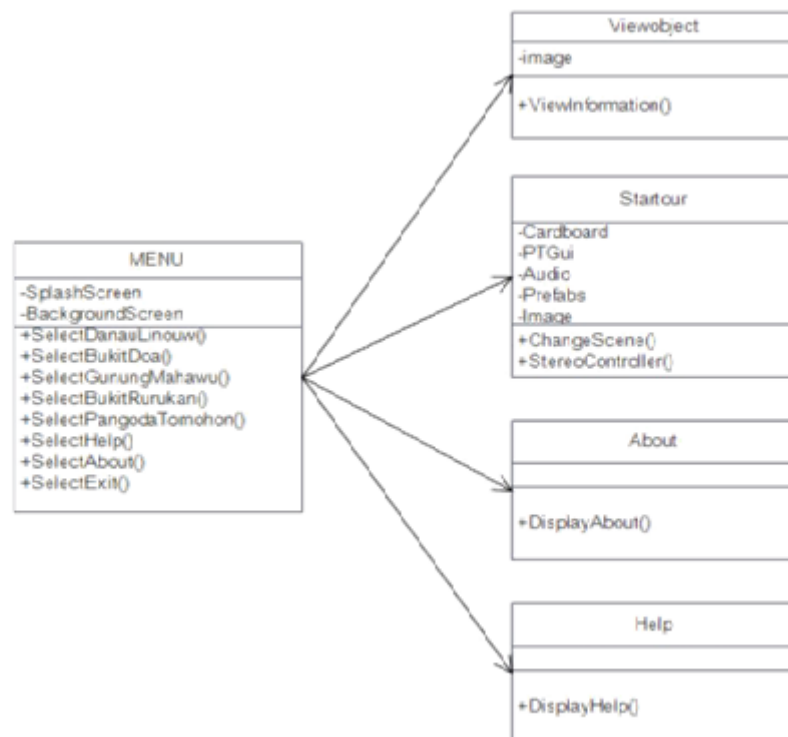 MENU
-SplashScreen
-BackgroundScreen
+SelectDanauLinouw()
+SelectBukitDoa()
+SelectGunungMahawu()
+SelectBukitRurukan()
+SelectPangodaTomohon()
+SelectHelp()
+SelectAbout()
+SelectExit()
Viewobject
-image
+ViewInformation()
Startour
-Cardboard
-PTGui
-Audio
-Prefabs
-Image
+ChangeScene()
+StereoController()
About
+DisplayAbout()
Help
+DisplayHelp()